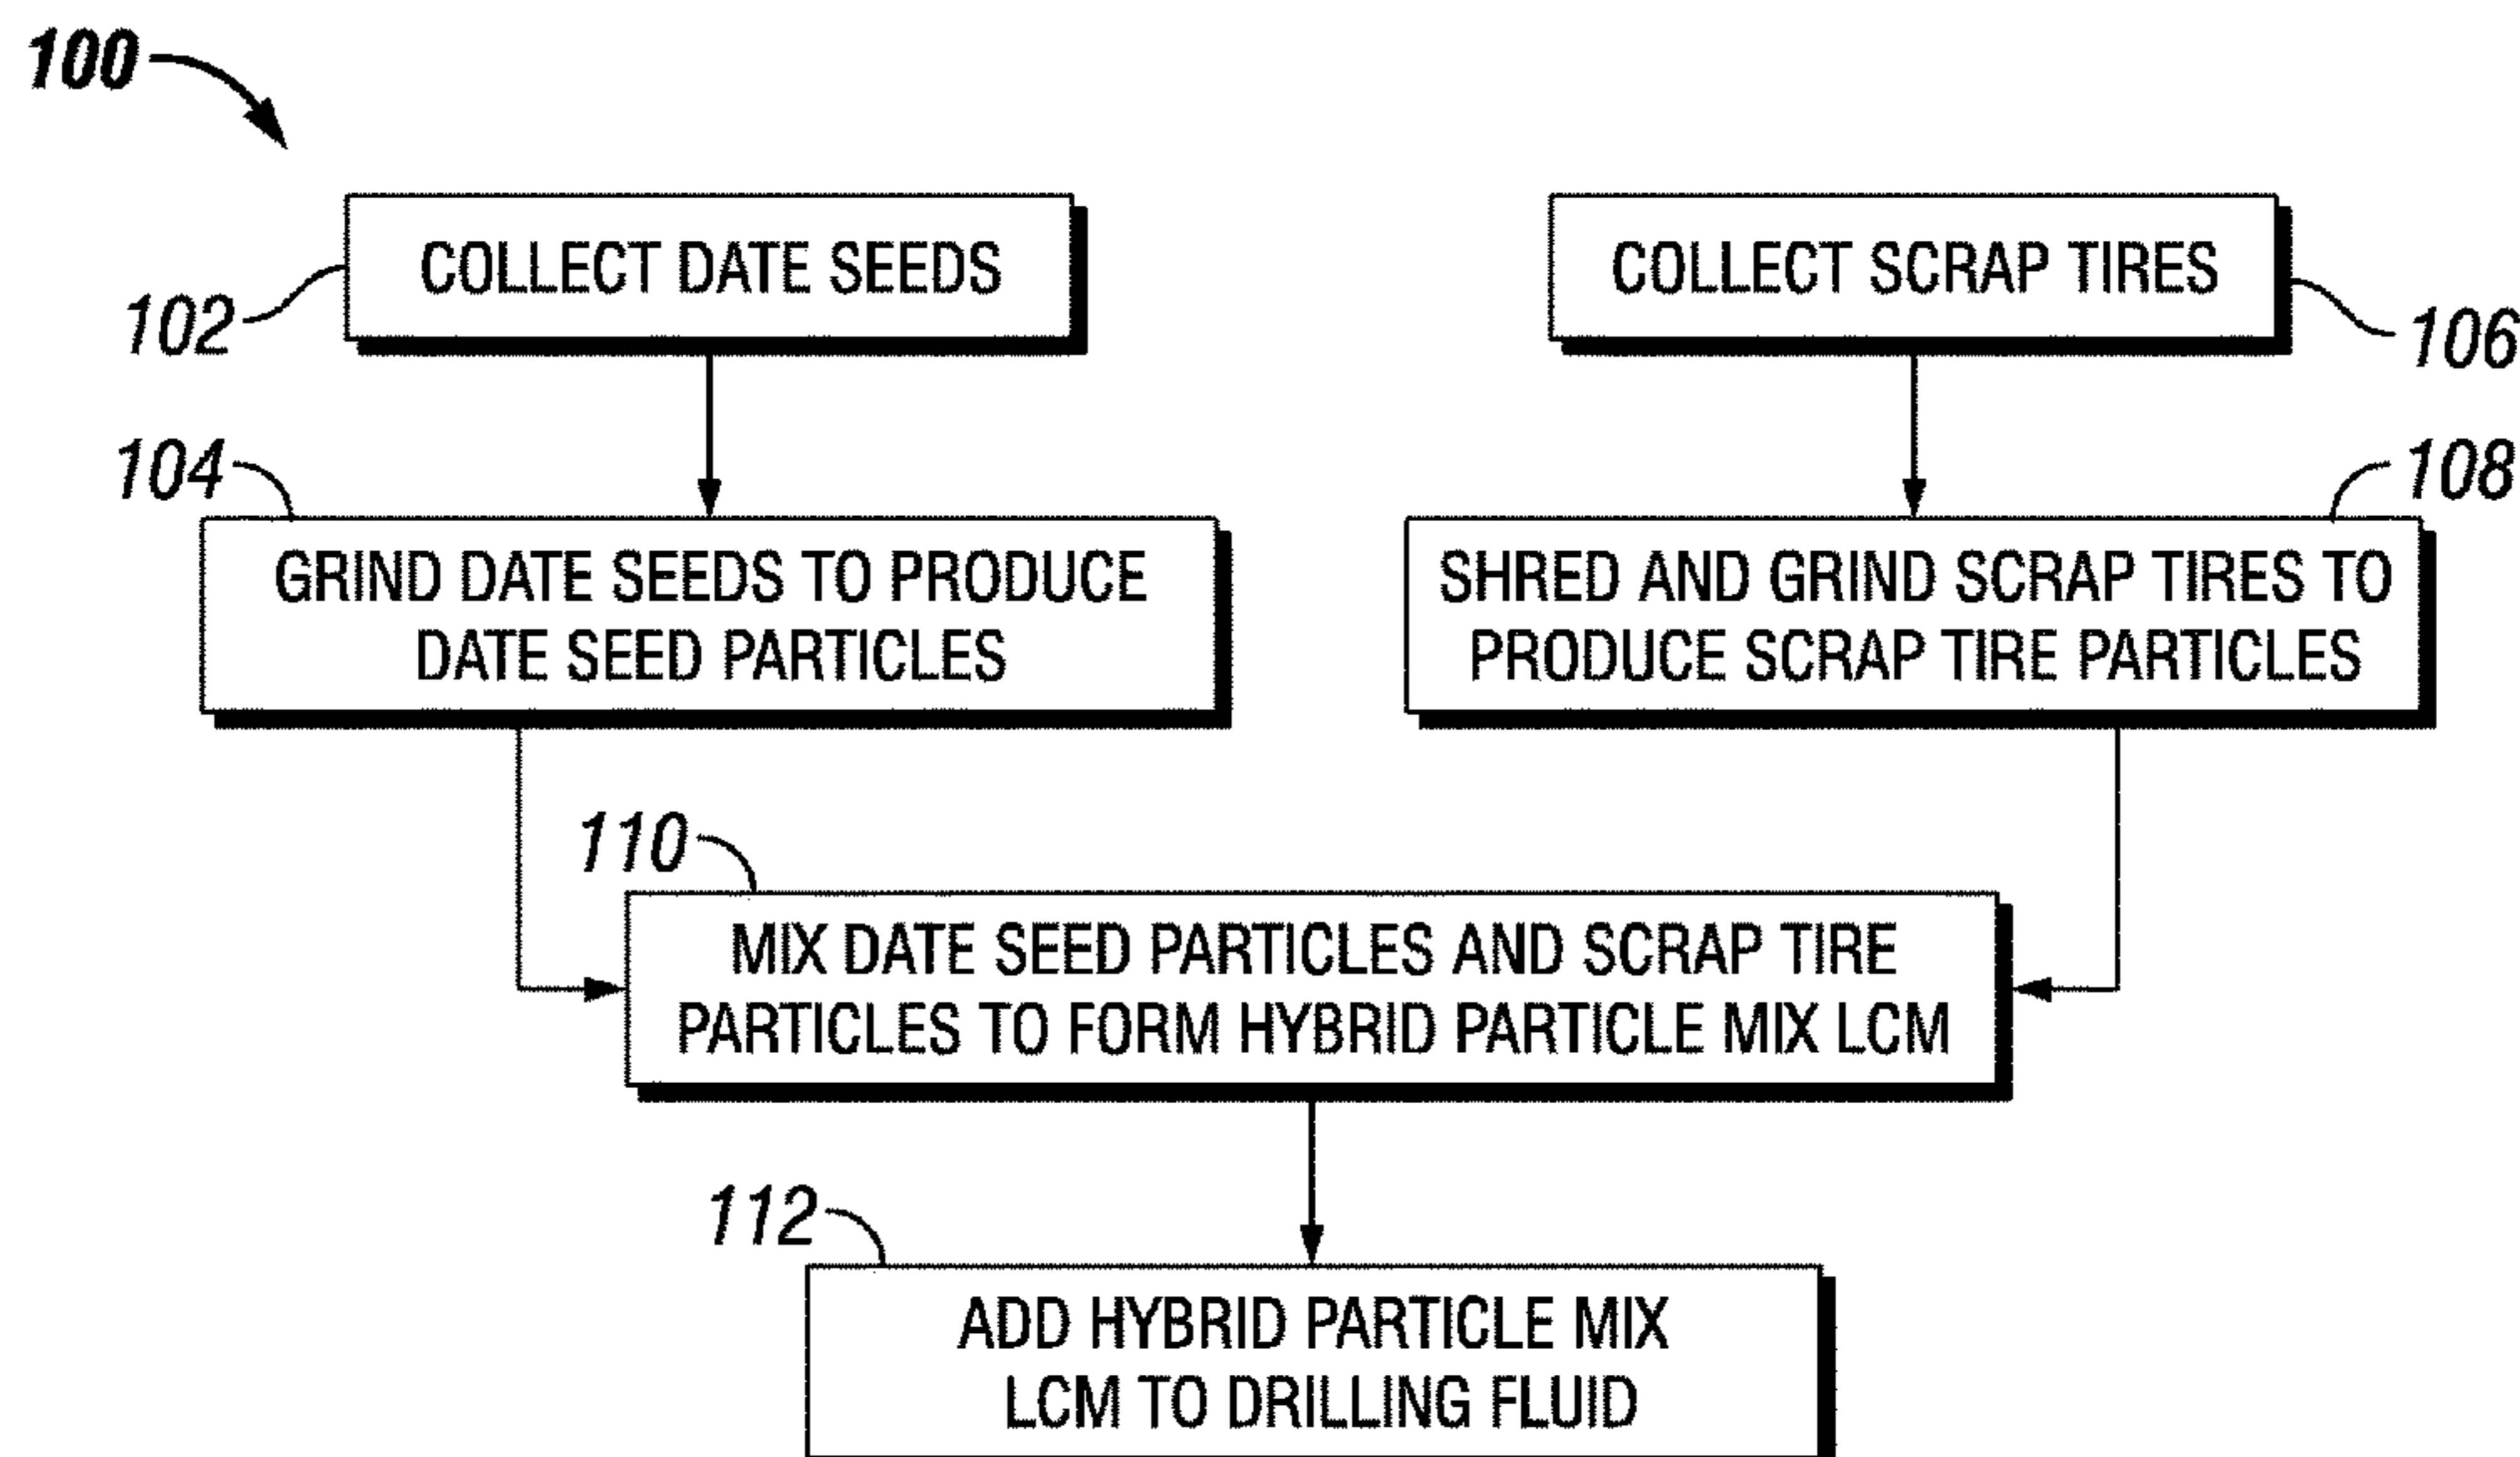 100
COLLECT DATE SEEDS
102
COLLECT SCRAP TIRES
106
104
GRIND DATE SEEDS TO PRODUCE
DATE SEED PARTICLES
108
SHRED AND GRIND SCRAP TIRES TO
PRODUCE SCRAP TIRE PARTICLES
110
MIX DATE SEED PARTICLES AND SCRAP TIRE
PARTICLES TO FORM HYBRID PARTICLE MIX LCM
112
ADD HYBRID PARTICLE MIX
LCM TO DRILLING FLUID